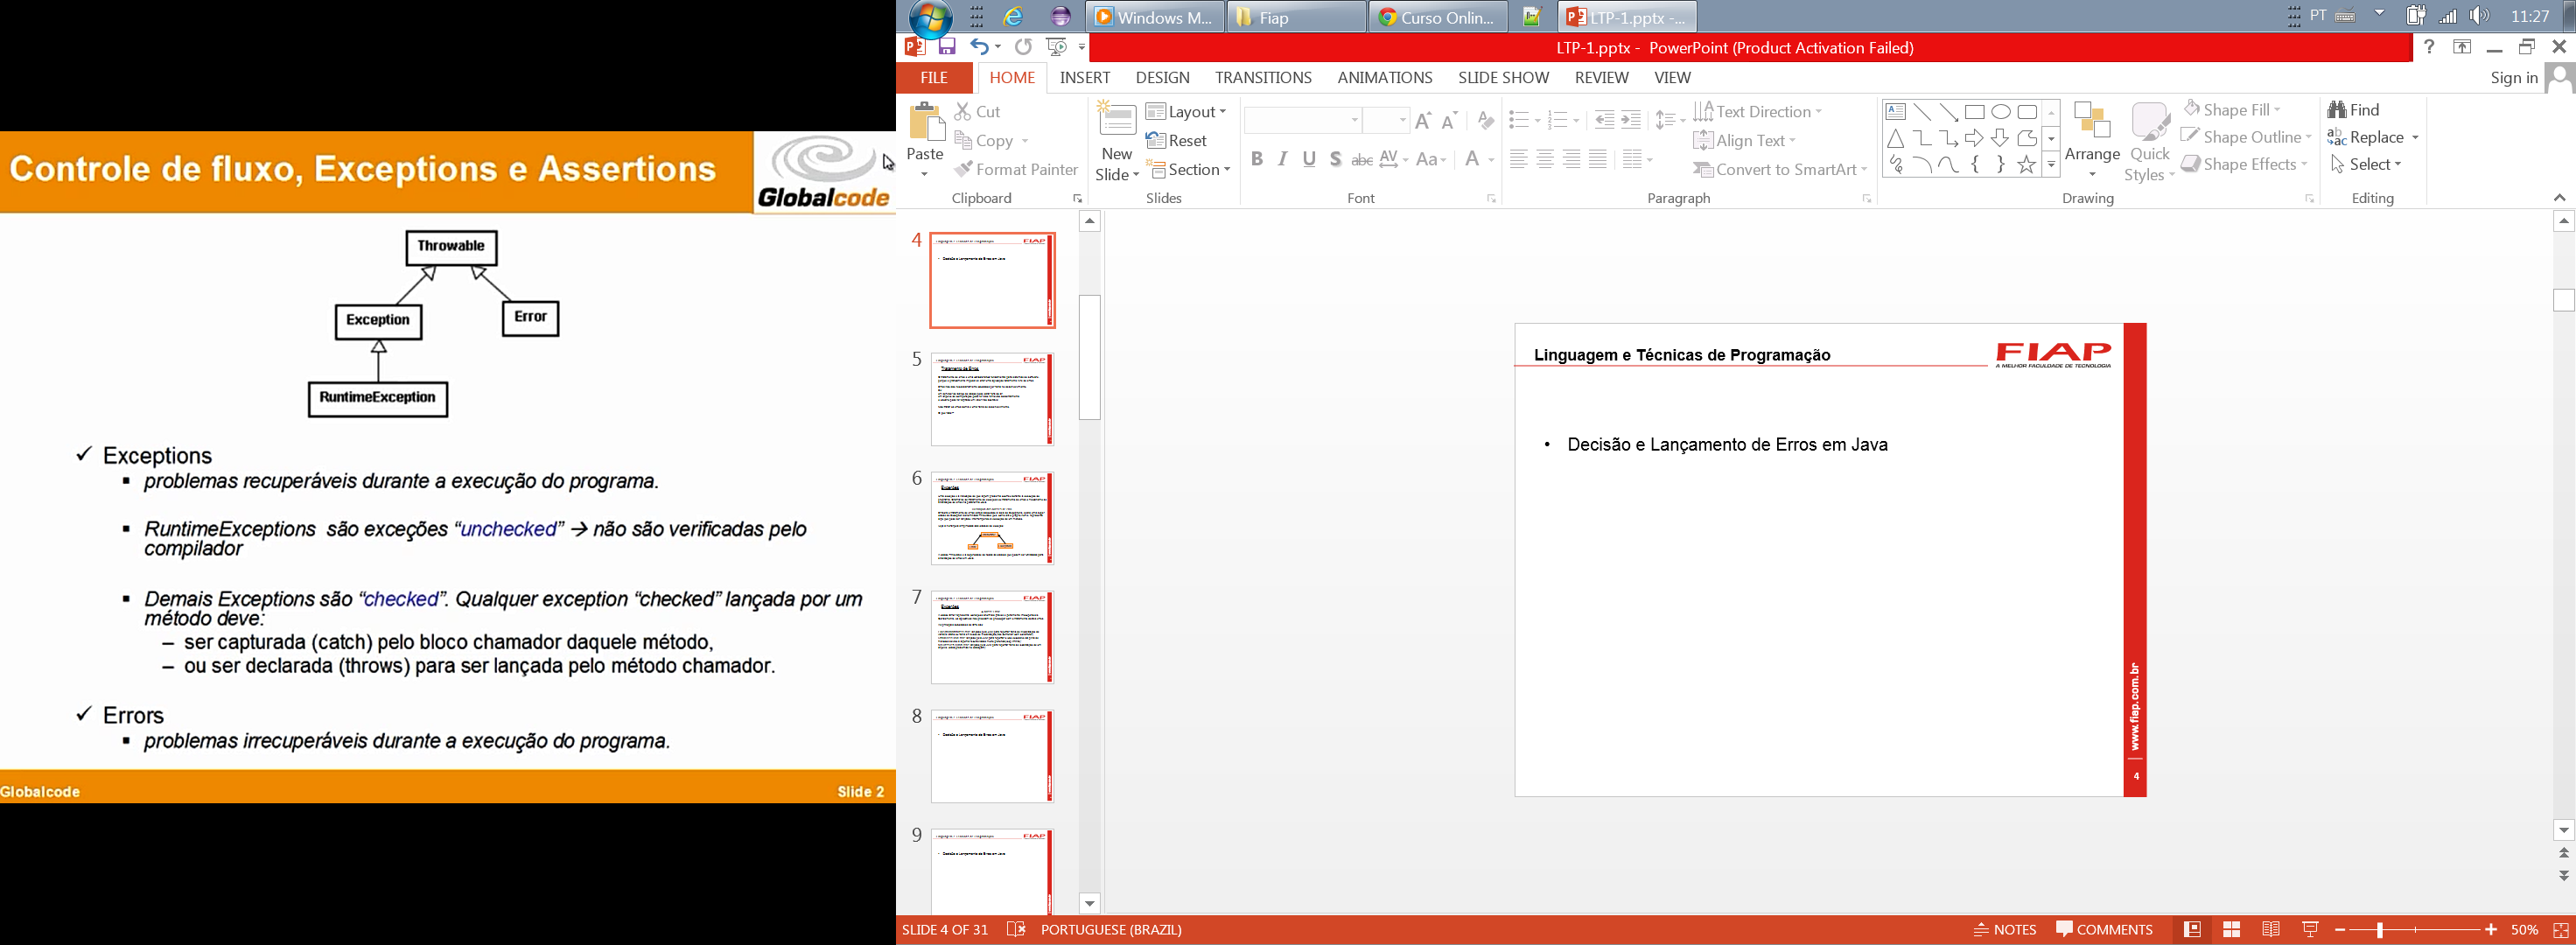 Controle de fluxo, Exceptions e Assertions
Globalcode
Throwable
Exception
Error
RuntimeException
✓ Exceptions
▪ problemas recuperáveis durante a execução do programa.
▪ RuntimeExceptions são exceções “unchecked” → não são verificadas pelo
compilador
▪ Demais Exceptions são “checked”. Qualquer exception “checked” lançada por um
método deve:
– ser capturada (catch) pelo bloco chamador daquele método,
– ou ser declarada (throws) para ser lançada pelo método chamador.
✓ Errors
▪ problemas irrecuperáveis durante a execução do programa.
Globalcode
Slide 2
Windows M...
Fiap
Curso Onlin...
LTP-1.pptx -...
PT
11:27
LTP-1.pptx - PowerPoint (Product Activation Failed)
FILE
HOME
INSERT
DESIGN
TRANSITIONS
ANIMATIONS
SLIDE SHOW
REVIEW
VIEW
Sign in
Paste
Cut
Copy
Format Painter
Clipboard
New
Slide
Layout
Reset
Section
Slides
Font
Text Direction
Align Text
Convert to SmartArt
Paragraph
Arrange
Quick
Styles
Shape Fill
Shape Outline
Shape Effects
Drawing
Find
Replace
Select
Editing
4
5
6
7
8
9
Linguagem e Técnicas de Programação
FIAP
A MELHOR FACULDADE DE TECNOLOGIA
• Decisão e Lançamento de Erros em Java
www.fiap.com.br
4
SLIDE 4 OF 31
PORTUGUESE (BRAZIL)
NOTES
COMMENTS
50%